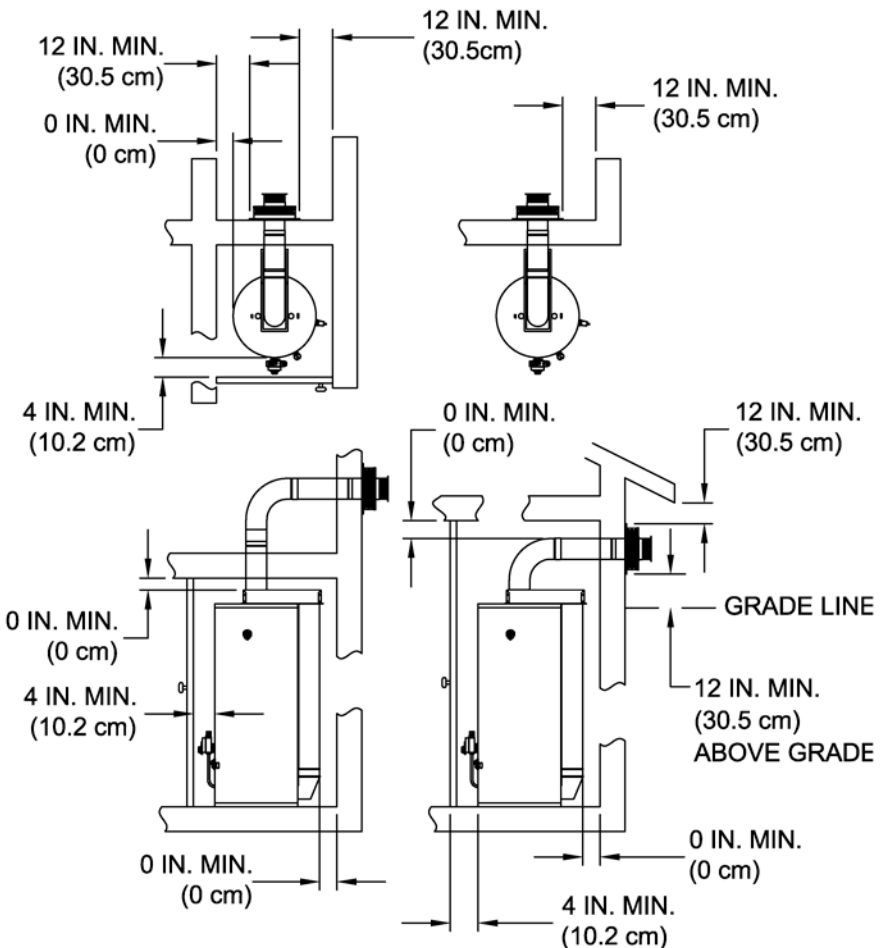 12 IN. MIN.
(30.5 cm)
12 IN. MIN.
(30.5cm)
0 IN. MIN.
(0 cm)
12 IN. MIN.
(30.5 cm)
4 IN. MIN.
(10.2 cm)
0 IN. MIN.
(0 cm)
12 IN. MIN.
(30.5 cm)
0 IN. MIN.
(0 cm)
4 IN. MIN.
(10.2 cm)
GRADE LINE
12 IN. MIN.
(30.5 cm)
ABOVE GRADE
0 IN. MIN.
(0 cm)
0 IN. MIN.
(0 cm)
4 IN. MIN.
(10.2 cm)